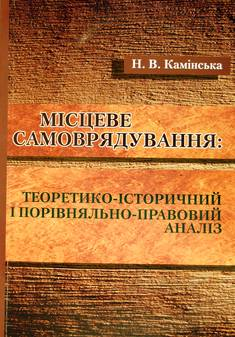 Н. В. Камінська
МІСЦЕВЕ
САМОВРЯДУВАННЯ:
ТЕОРЕТИКО-ІСТОРИЧНИЙ
І ПОРІВНЯЛЬНО-ПРАВОВИЙ
АНАЛІЗ